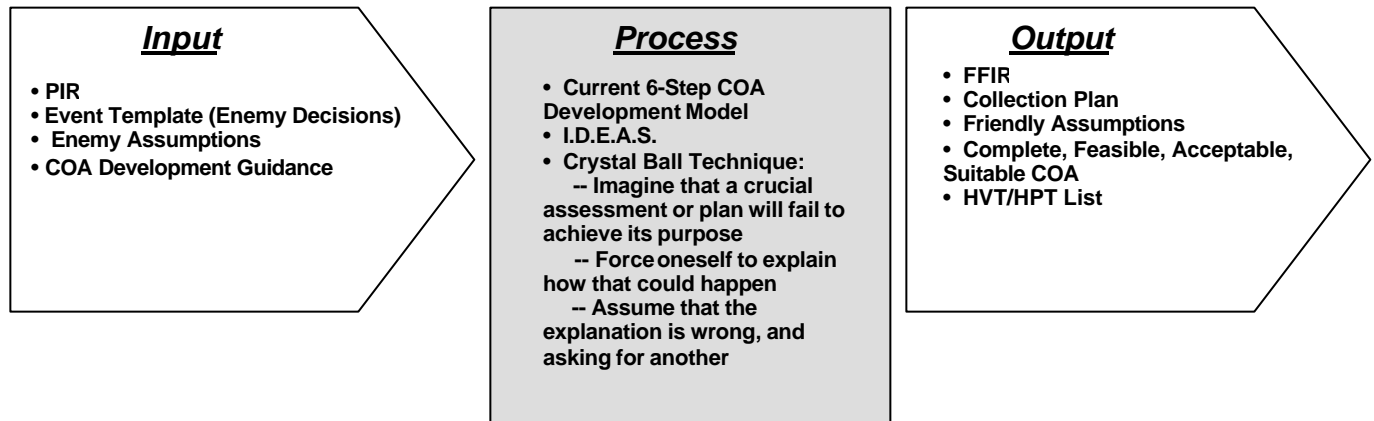 Input
• PIR
• Event Template (Enemy Decisions)
• Enemy Assumptions
• COA Development Guidance
Process
• Current 6-Step COA
Development Model
• I.D.E.A.S.
• Crystal Ball Technique:
-- Imagine that a crucial
assessment or plan will fail to
achieve its purpose
-- Force oneself to explain
how that could happen
-- Assume that the
explanation is wrong, and
asking for another
Output
• FFIR
• Collection Plan
• Friendly Assumptions
• Complete, Feasible, Acceptable,
Suitable COA
• HVT/HPT List